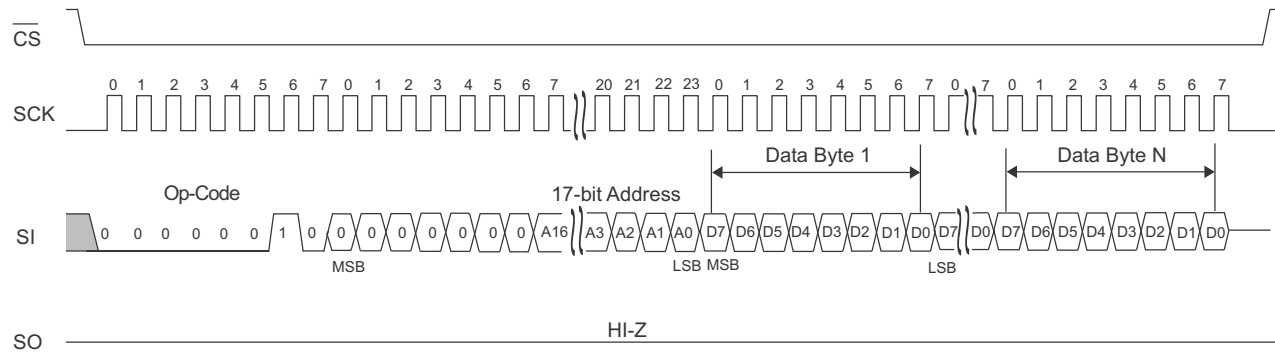 CS
SCK
0 1 2 3 4 5 6 7 0 1 2 3 4 5 6 7 20 21 22 23 0 1 2 3 4 5 6 7 0 7 0 1 2 3 4 5 6 7
Data Byte 1 Data Byte N
Op-Code 17-bit Address
SI
0 0 0 0 0 0 1 0 0 0 0 0 0 0 0 A16 A3 A2 A1 A0 D7 D6 D5 D4 D3 D2 D1 D0 D7 D0 D7 D6 D5 D4 D3 D2 D1 D0
MSB LSB MSB LSB
HI-Z
SO